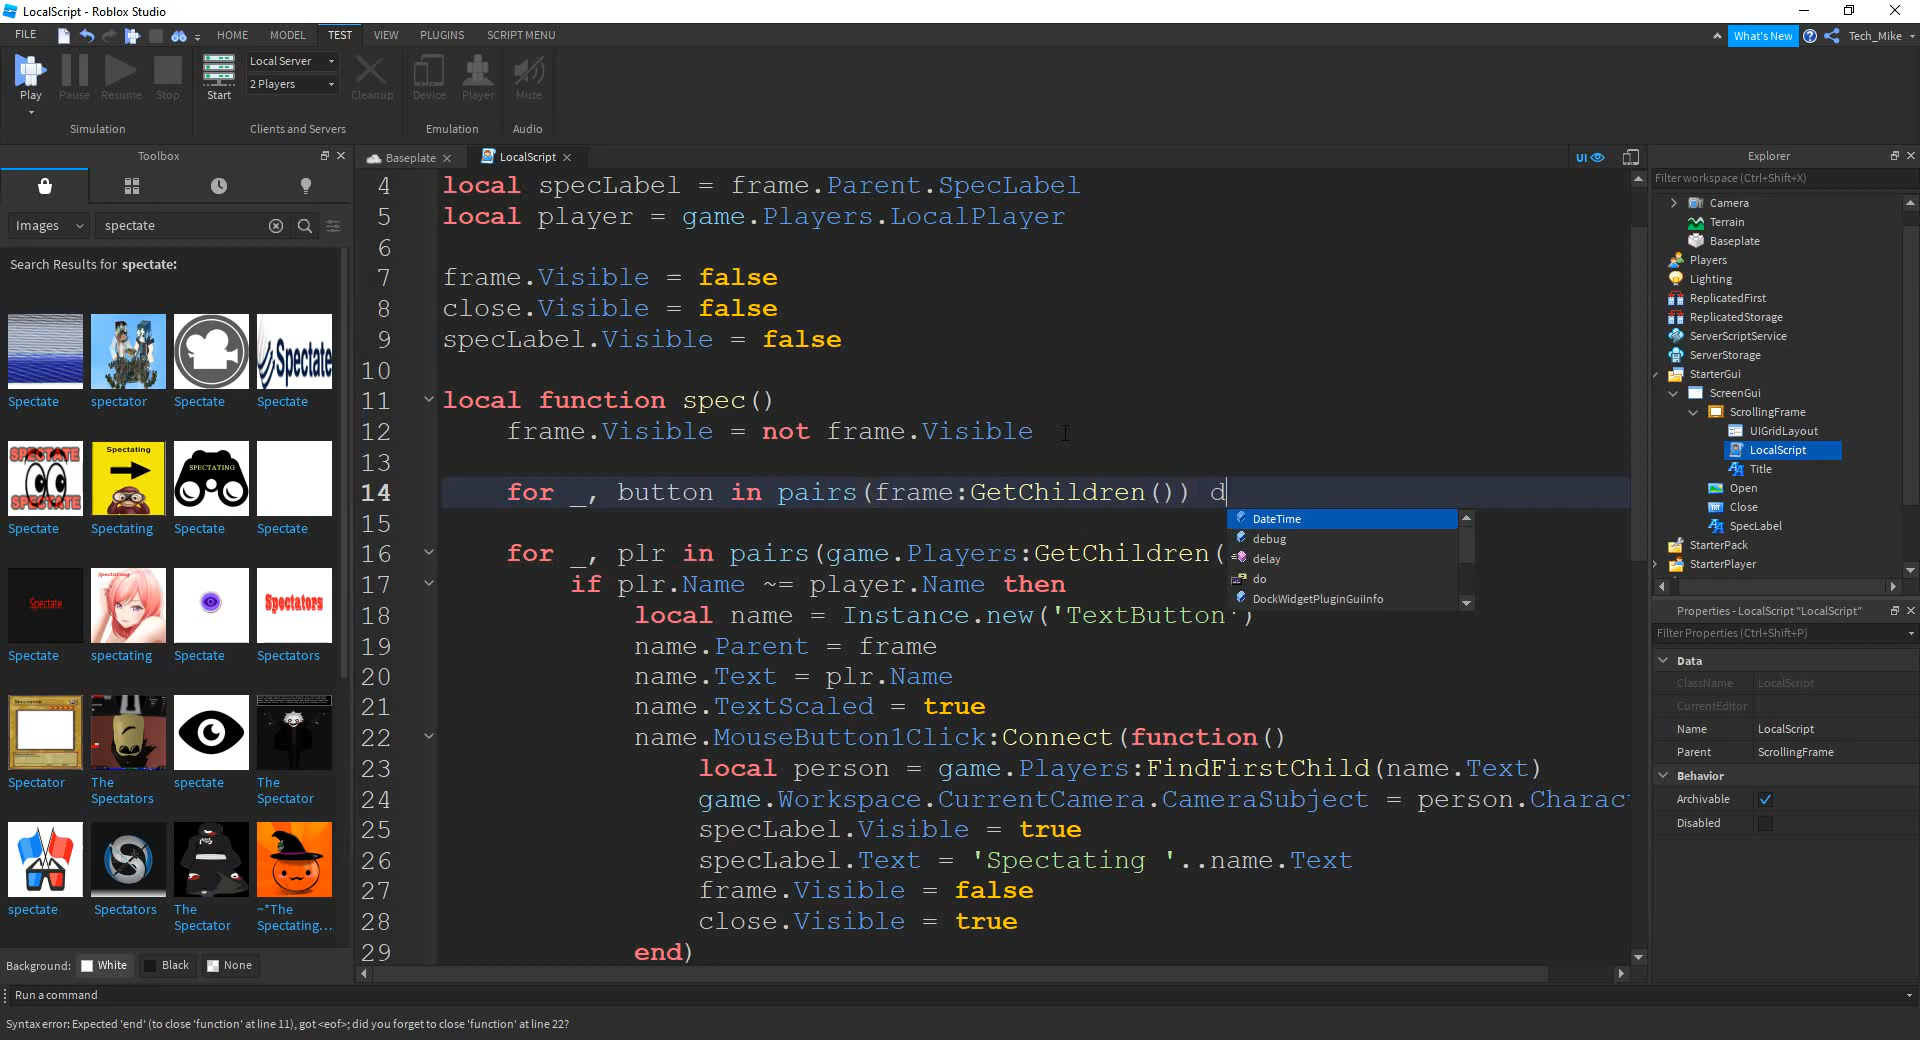 LocalScript - Roblox Studio
FILE HOME MODEL TEST VIEW PLUGINS SCRIPT MENU What's New Tech_Mike
Play Pause Resume Stop Start Local Server 2 Players Cleanup Device Player Mute
Simulation Clients and Servers Emulation Audio
Toolbox
Images spectate
Search Results for spectate:
Spectate
Spectate spectator Spectate Spectate
SPECTATE SPECTATE
Spectating
SPECTATING
Spectate Spectating Spectate Spectate
Spectate
Spectating
Spectators
Spectate spectating Spectate Spectators
Spectator The Spectators spectate The Spectator
spectate Spectators The Spectator ~*The Spectating...
Background: White Black None
Baseplate LocalScript UI
4 local specLabel = frame.Parent.SpecLabel
5 local player = game.Players.LocalPlayer
6
7 frame.Visible = false
8 close.Visible = false
9 specLabel.Visible = false
10
11 local function spec()
12 frame.Visible = not frame.Visible
13
14 for _, button in pairs(frame:GetChildren()) d
15
16 for _, plr in pairs(game.Players:GetChildren(
17 if plr.Name ~= player.Name then
18 local name = Instance.new('TextButton')
19 name.Parent = frame
20 name.Text = plr.Name
21 name.TextScaled = true
22 name.MouseButton1Click:Connect(function()
23 local person = game.Players:FindFirstChild(name.Text)
24 game.Workspace.CurrentCamera.CameraSubject = person.Charac
25 specLabel.Visible = true
26 specLabel.Text = 'Spectating '..name.Text
27 frame.Visible = false
28 close.Visible = true
29 end)
DateTime
debug
delay
do
DockWidgetPluginGuiInfo
Explorer
Filter workspace (Ctrl+Shift+X)
Camera
Terrain
Baseplate
Players
Lighting
ReplicatedFirst
ReplicatedStorage
ServerScriptService
ServerStorage
StarterGui
ScreenGui
ScrollingFrame
UIGridLayout
LocalScript
Title
Open
Close
SpecLabel
StarterPack
StarterPlayer
Properties - LocalScript "LocalScript"
Filter Properties (Ctrl+Shift+P)
Data
ClassName LocalScript
CurrentEditor
Name LocalScript
Parent ScrollingFrame
Behavior
Archivable
Disabled
Run a command
Syntax error: Expected 'end' (to close 'function' at line 11), got <eof>; did you forget to close 'function' at line 22?